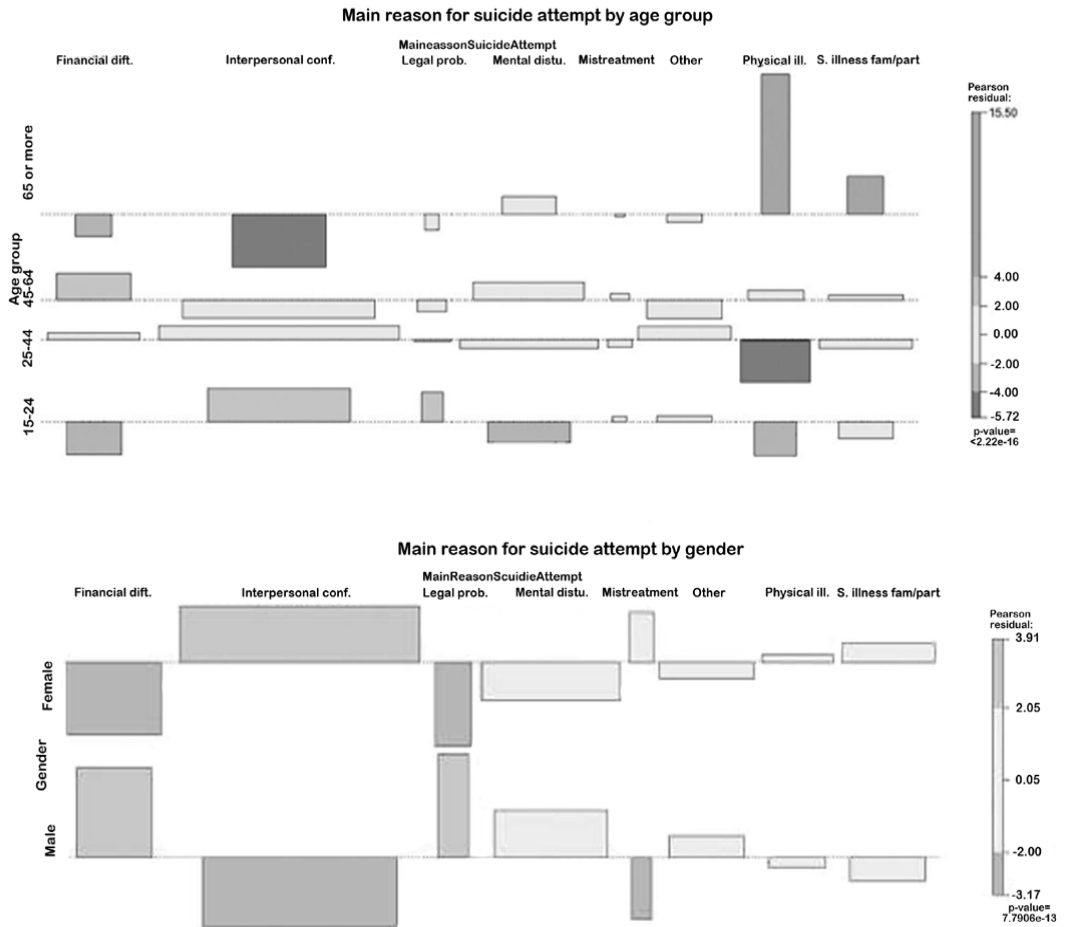 Main reason for suicide attempt by age group
MaineassonSuicideAttempt
Financial dift. Interpersonal conf. Legal prob. Mental distu. Mistreatment Other Physical ill. S. illness fam/part
Age group
65 or more
45-64
25-44
15-24
Pearson
residual:
15.50
4.00
2.00
0.00
-2.00
-4.00
-5.72
p-value=
<2.22e-16
Main reason for suicide attempt by gender
MainReasonScuidieAttempt
Financial dift. Interpersonal conf. Legal prob. Mental distu. Mistreatment Other Physical ill. S. illness fam/part
Gender
Female
Male
Pearson
residual:
3.91
2.05
0.05
-2.00
-3.17
p-value=
7.7906e-13